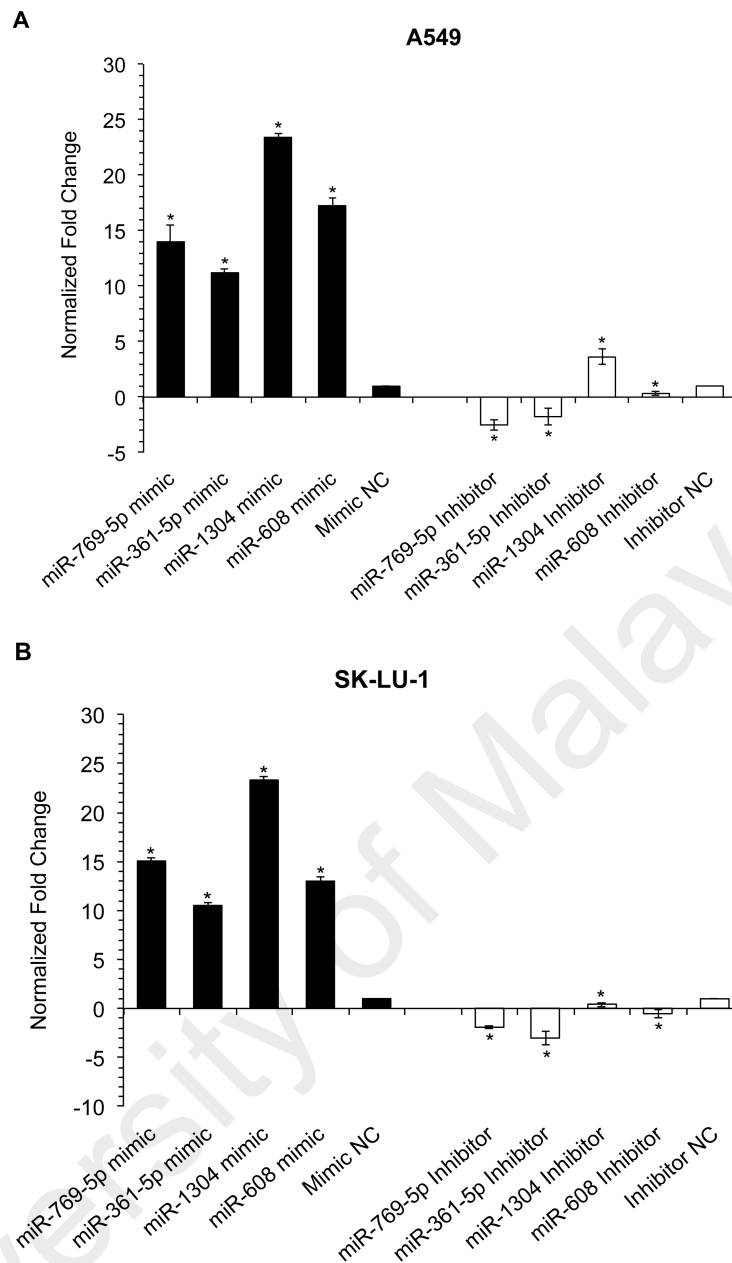 A
A549
30
25
20
15
10
5
0
-5
Normalized Fold Change
*
*
*
*
*
*
*
*
miR-769-5p mimic
miR-361-5p mimic
miR-1304 mimic
miR-608 mimic
Mimic NC
miR-769-5p Inhibitor
miR-361-5p Inhibitor
miR-1304 Inhibitor
miR-608 Inhibitor
Inhibitor NC
B
SK-LU-1
30
25
20
15
10
5
0
-5
-10
Normalized Fold Change
*
*
*
*
*
*
*
*
miR-769-5p mimic
miR-361-5p mimic
miR-1304 mimic
miR-608 mimic
Mimic NC
miR-769-5p Inhibitor
miR-361-5p Inhibitor
miR-1304 Inhibitor
miR-608 Inhibitor
Inhibitor NC
versity of Malay